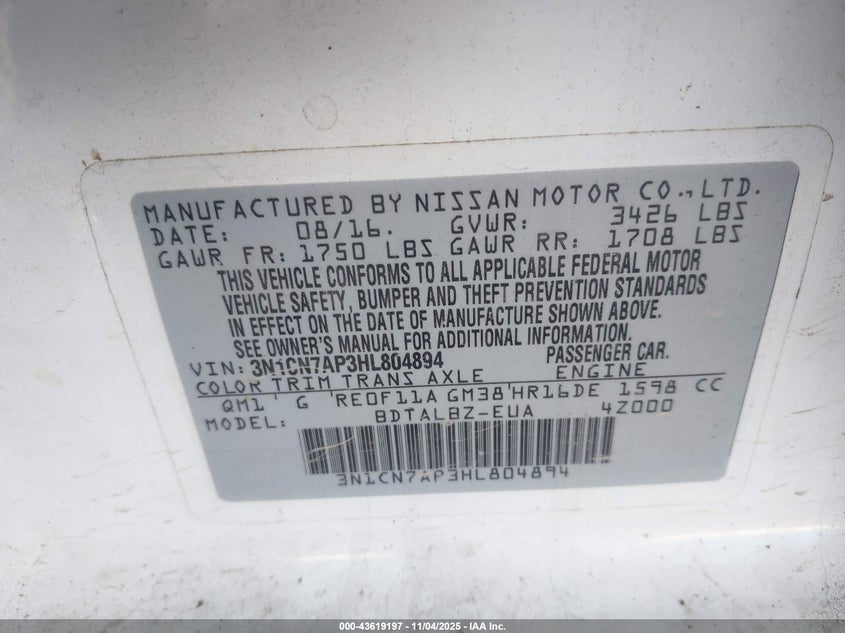 MANUFACTURED BY NISSAN MOTOR CO., LTD.
DATE: 08/16. GVWR: 3426 LBS
GAWR FR: 1750 LBS GAWR RR: 1708 LBS
THIS VEHICLE CONFORMS TO ALL APPLICABLE FEDERAL MOTOR
VEHICLE SAFETY, BUMPER AND THEFT PREVENTION STANDARDS
IN EFFECT ON THE DATE OF MANUFACTURE SHOWN ABOVE.
SEE OWNER'S MANUAL FOR ADDITIONAL INFORMATION.
VIN: 3N1CN7AP3HL804894 PASSENGER CAR.
COLOR TRIM TRANS AXLE ENGINE
QM1 ' G 'RE0F11A GM38'HR16DE 1598 CC
MODEL: BDTALBZ-EUA 4Z000
3N1CN7AP3HL804894
000-43619197 - 11/04/2025 - IAA Inc.